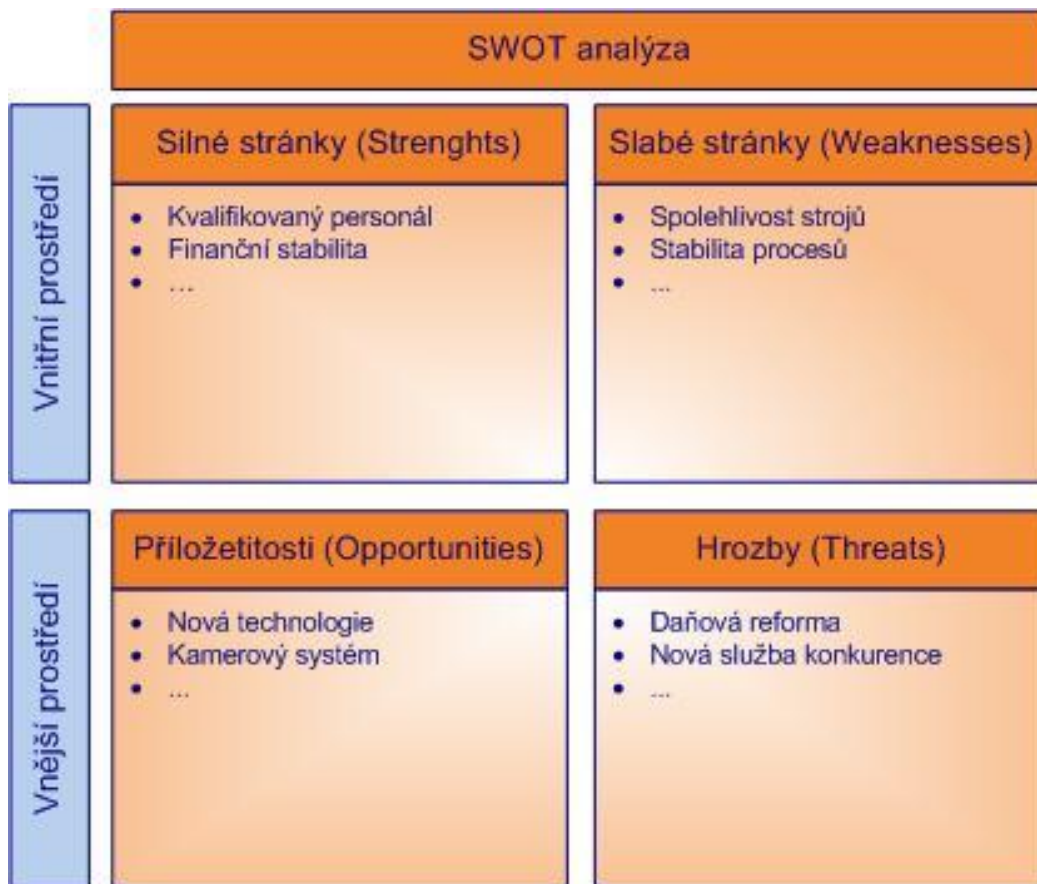 SWOT analýza
Vnitřní prostředí
Silné stránky (Strenghts)
• Kvalifikovaný personál
• Finanční stabilita
• ...
Slabé stránky (Weaknesses)
• Spolehlivost strojů
• Stabilita procesů
• ...
Vnější prostředí
Příložetitosti (Opportunities)
• Nová technologie
• Kamerový systém
• ...
Hrozby (Threats)
• Daňová reforma
• Nová služba konkurence
• ...